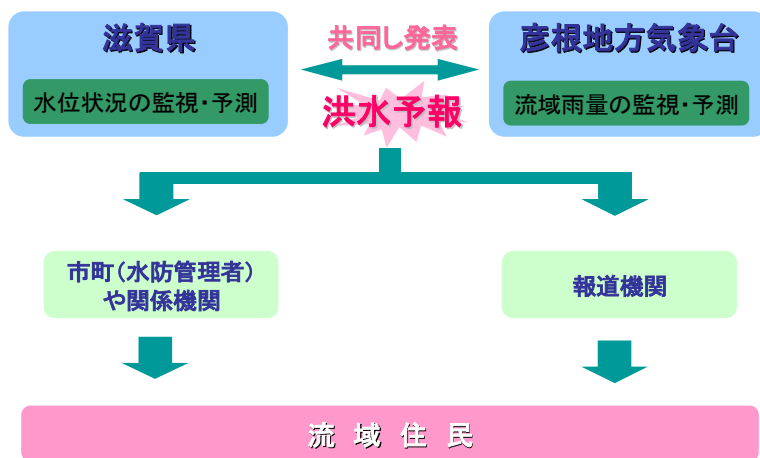 滋賀県
共同し発表
彦根地方気象台
水位状況の監視・予測
洪水予報
流域雨量の監視・予測
市町（水防管理者）
や関係機関
報道機関
流 域 住 民